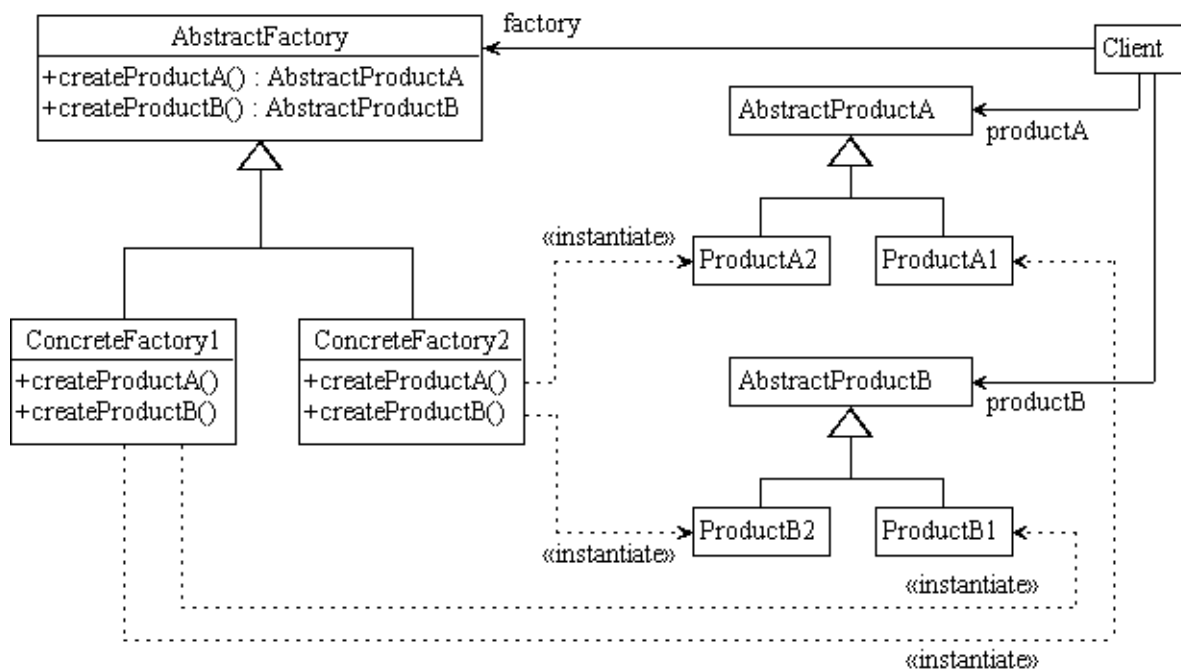 AbstractFactory
+createProductA() : AbstractProductA
+createProductB() : AbstractProductB
factory
Client
AbstractProductA
productA
«instantiate»
ProductA2
ProductA1
ConcreteFactory1
+createProductA()
+createProductB()
ConcreteFactory2
+createProductA()
+createProductB()
AbstractProductB
productB
ProductB2
ProductB1
«instantiate»
«instantiate»
«instantiate»